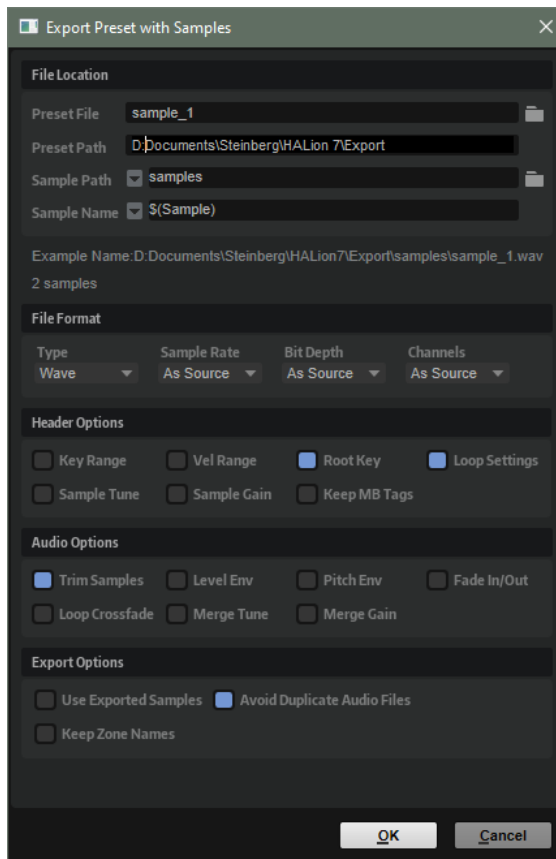 Export Preset with Samples
File Location
Preset File sample_1
Preset Path D:Documents\Steinberg\HALion 7\Export
Sample Path samples
Sample Name $(Sample)
Example Name:D:Documents\Steinberg\HALion7\Export\samples\sample_1.wav
2 samples
File Format
Type Sample Rate Bit Depth Channels
Wave As Source As Source As Source
Header Options
Key Range Vel Range Root Key Loop Settings
Sample Tune Sample Gain Keep MB Tags
Audio Options
Trim Samples Level Env Pitch Env Fade In/Out
Loop Crossfade Merge Tune Merge Gain
Export Options
Use Exported Samples Avoid Duplicate Audio Files
Keep Zone Names
OK Cancel